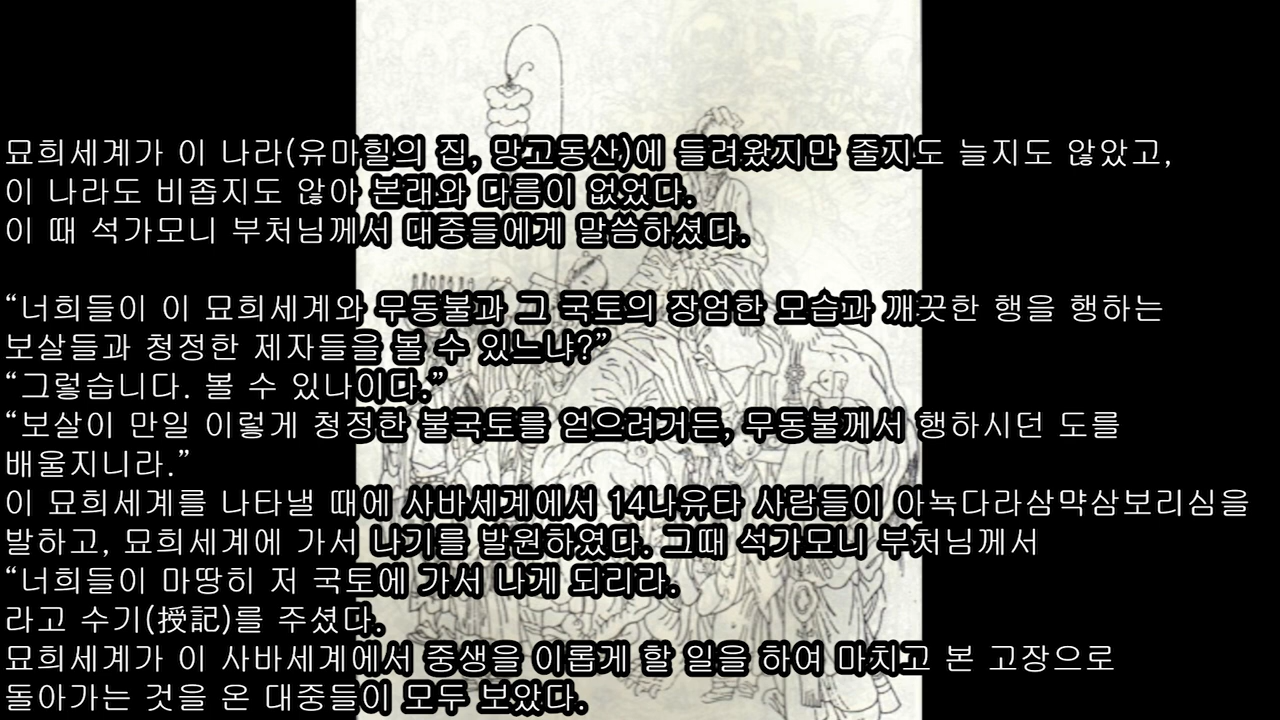 묘희세계가 이 나라(유마힐의 집, 망고동산)에 들려왔지만 줄지도 늘지도 않았고,
이 나라도 비좁지도 않아 본래와 다름이 없었다.
이 때 석가모니 부처님께서 대중들에게 말씀하셨다.
“너희들이 이 묘희세계와 무동불과 그 국토의 장엄한 모습과 깨끗한 행을 행하는
보살들과 청정한 제자들을 볼 수 있느냐?”
“그렇습니다. 볼 수 있나이다.”
“보살이 만일 이렇게 청정한 불국토를 얻으려거든, 무동불께서 행하시던 도를
배울지니라.”
이 묘희세계를 나타낼 때에 사바세계에서 14나유타 사람들이 아뇩다라삼먁삼보리심을
발하고, 묘희세계에 가서 나기를 발원하였다. 그때 석가모니 부처님께서
“너희들이 마땅히 저 국토에 가서 나게 되리라.
라고 수기(授記)를 주셨다.
묘희세계가 이 사바세계에서 중생을 이롭게 할 일을 하여 마치고 본 고장으로
돌아가는 것을 온 대중들이 모두 보았다.